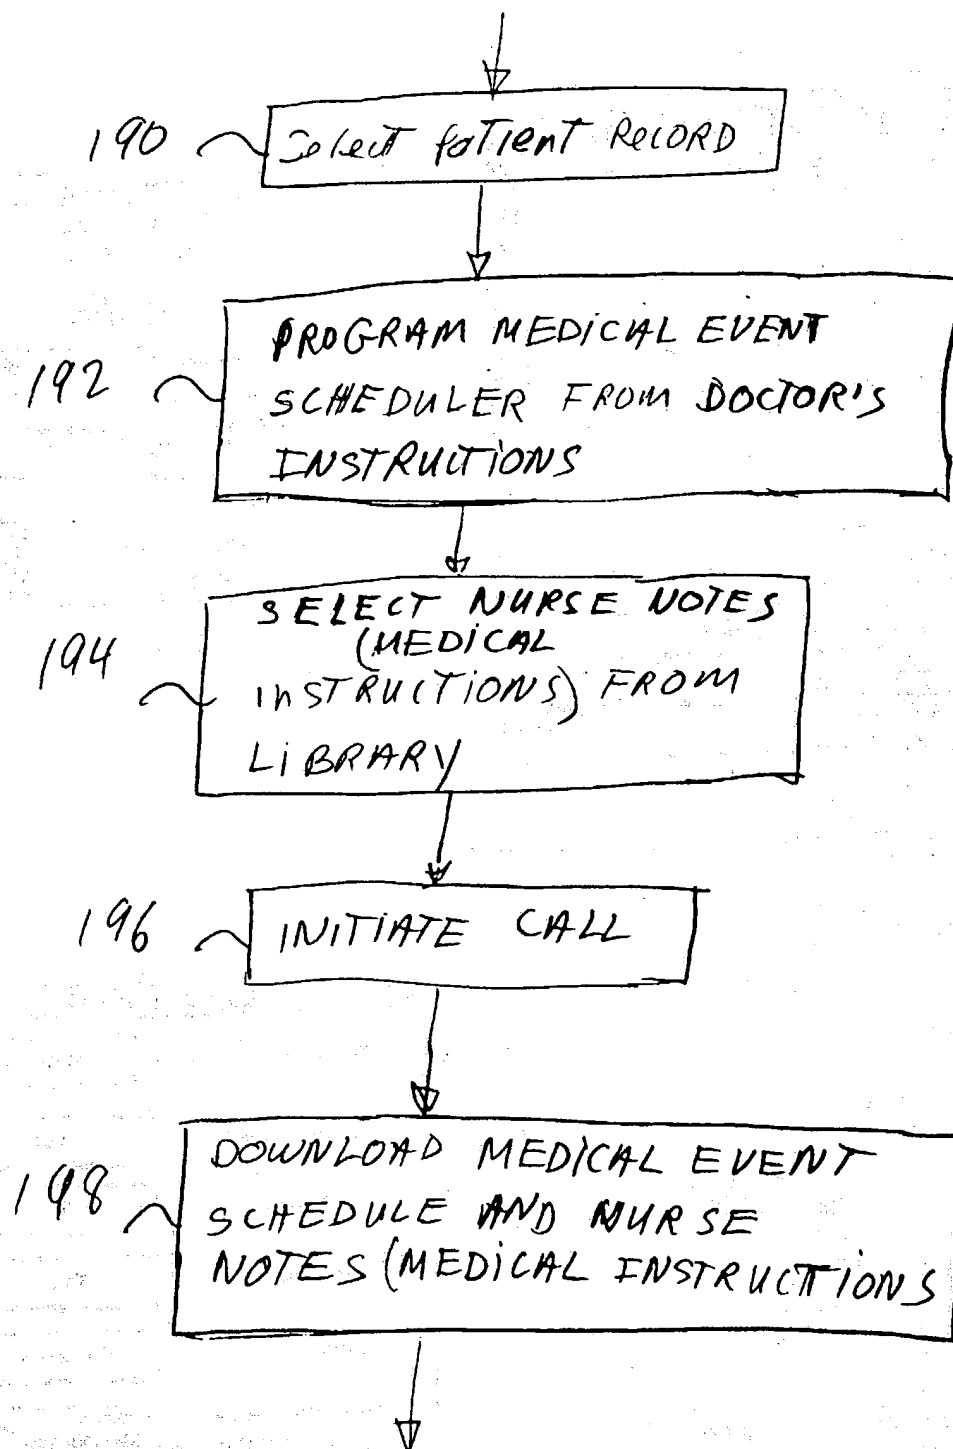 190 Select Patient Record
192
PROGRAM MEDICAL EVENT
SCHEDULER FROM DOCTOR'S
INSTRUCTIONS
194
SELECT NURSE NOTES
(MEDICAL
INSTRUCTIONS) FROM
LIBRARY
196 INITIATE CALL
198
DOWNLOAD MEDICAL EVENT
SCHEDULE AND NURSE
NOTES (MEDICAL INSTRUCTIONS